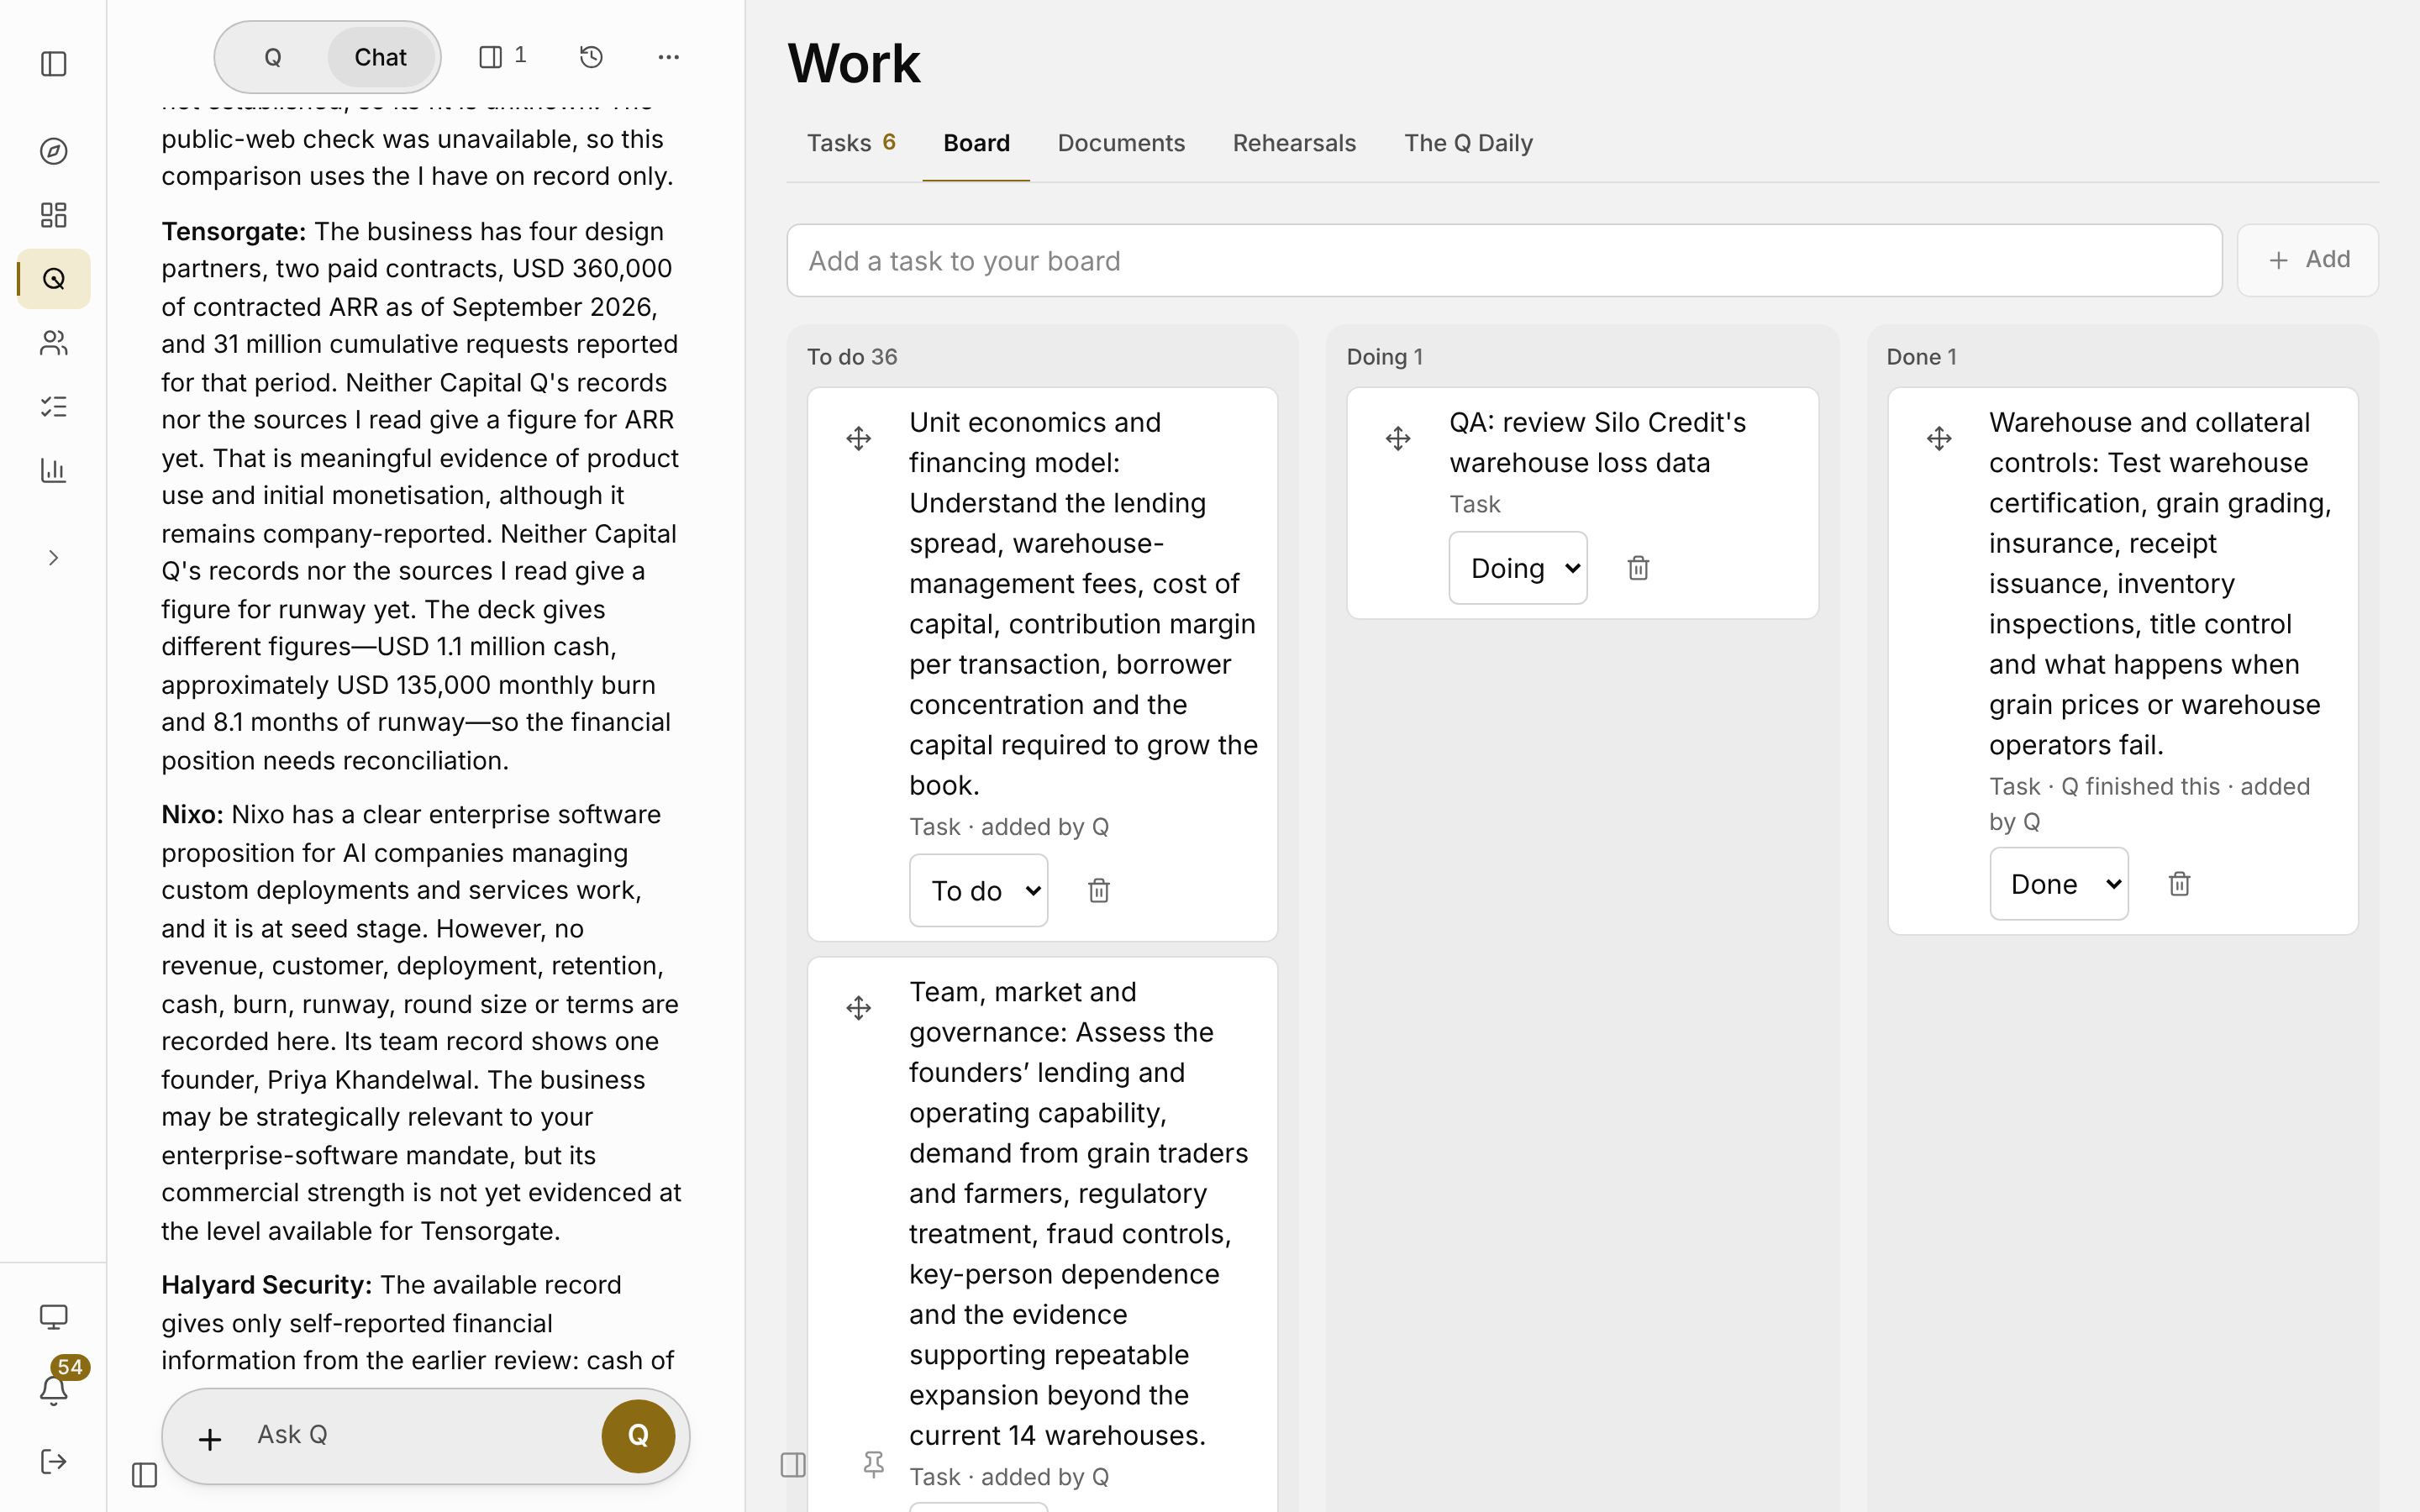 Q
Chat
1
public-web check was unavailable, so this
comparison uses the I have on record only.
Tensorgate: The business has four design
partners, two paid contracts, USD 360,000
of contracted ARR as of September 2026,
and 31 million cumulative requests reported
for that period. Neither Capital Q's records
nor the sources I read give a figure for ARR
yet. That is meaningful evidence of product
use and initial monetisation, although it
remains company-reported. Neither Capital
Q's records nor the sources I read give a
figure for runway yet. The deck gives
different figures—USD 1.1 million cash,
approximately USD 135,000 monthly burn
and 8.1 months of runway—so the financial
position needs reconciliation.
Nixo: Nixo has a clear enterprise software
proposition for AI companies managing
custom deployments and services work,
and it is at seed stage. However, no
revenue, customer, deployment, retention,
cash, burn, runway, round size or terms are
recorded here. Its team record shows one
founder, Priya Khandelwal. The business
may be strategically relevant to your
enterprise-software mandate, but its
commercial strength is not yet evidenced at
the level available for Tensorgate.
Halyard Security: The available record
gives only self-reported financial
information from the earlier review: cash of
Ask Q
Q
54
Work
Tasks 6
Board
Documents
Rehearsals
The Q Daily
Add a task to your board
Add
To do 36
Unit economics and
financing model:
Understand the lending
spread, warehouse-
management fees, cost of
capital, contribution margin
per transaction, borrower
concentration and the
capital required to grow the
book.
Task · added by Q
To do
Team, market and
governance: Assess the
founders’ lending and
operating capability,
demand from grain traders
and farmers, regulatory
treatment, fraud controls,
key-person dependence
and the evidence
supporting repeatable
expansion beyond the
current 14 warehouses.
Task · added by Q
Doing 1
QA: review Silo Credit's
warehouse loss data
Task
Doing
Done 1
Warehouse and collateral
controls: Test warehouse
certification, grain grading,
insurance, receipt
issuance, inventory
inspections, title control
and what happens when
grain prices or warehouse
operators fail.
Task · Q finished this · added
by Q
Done